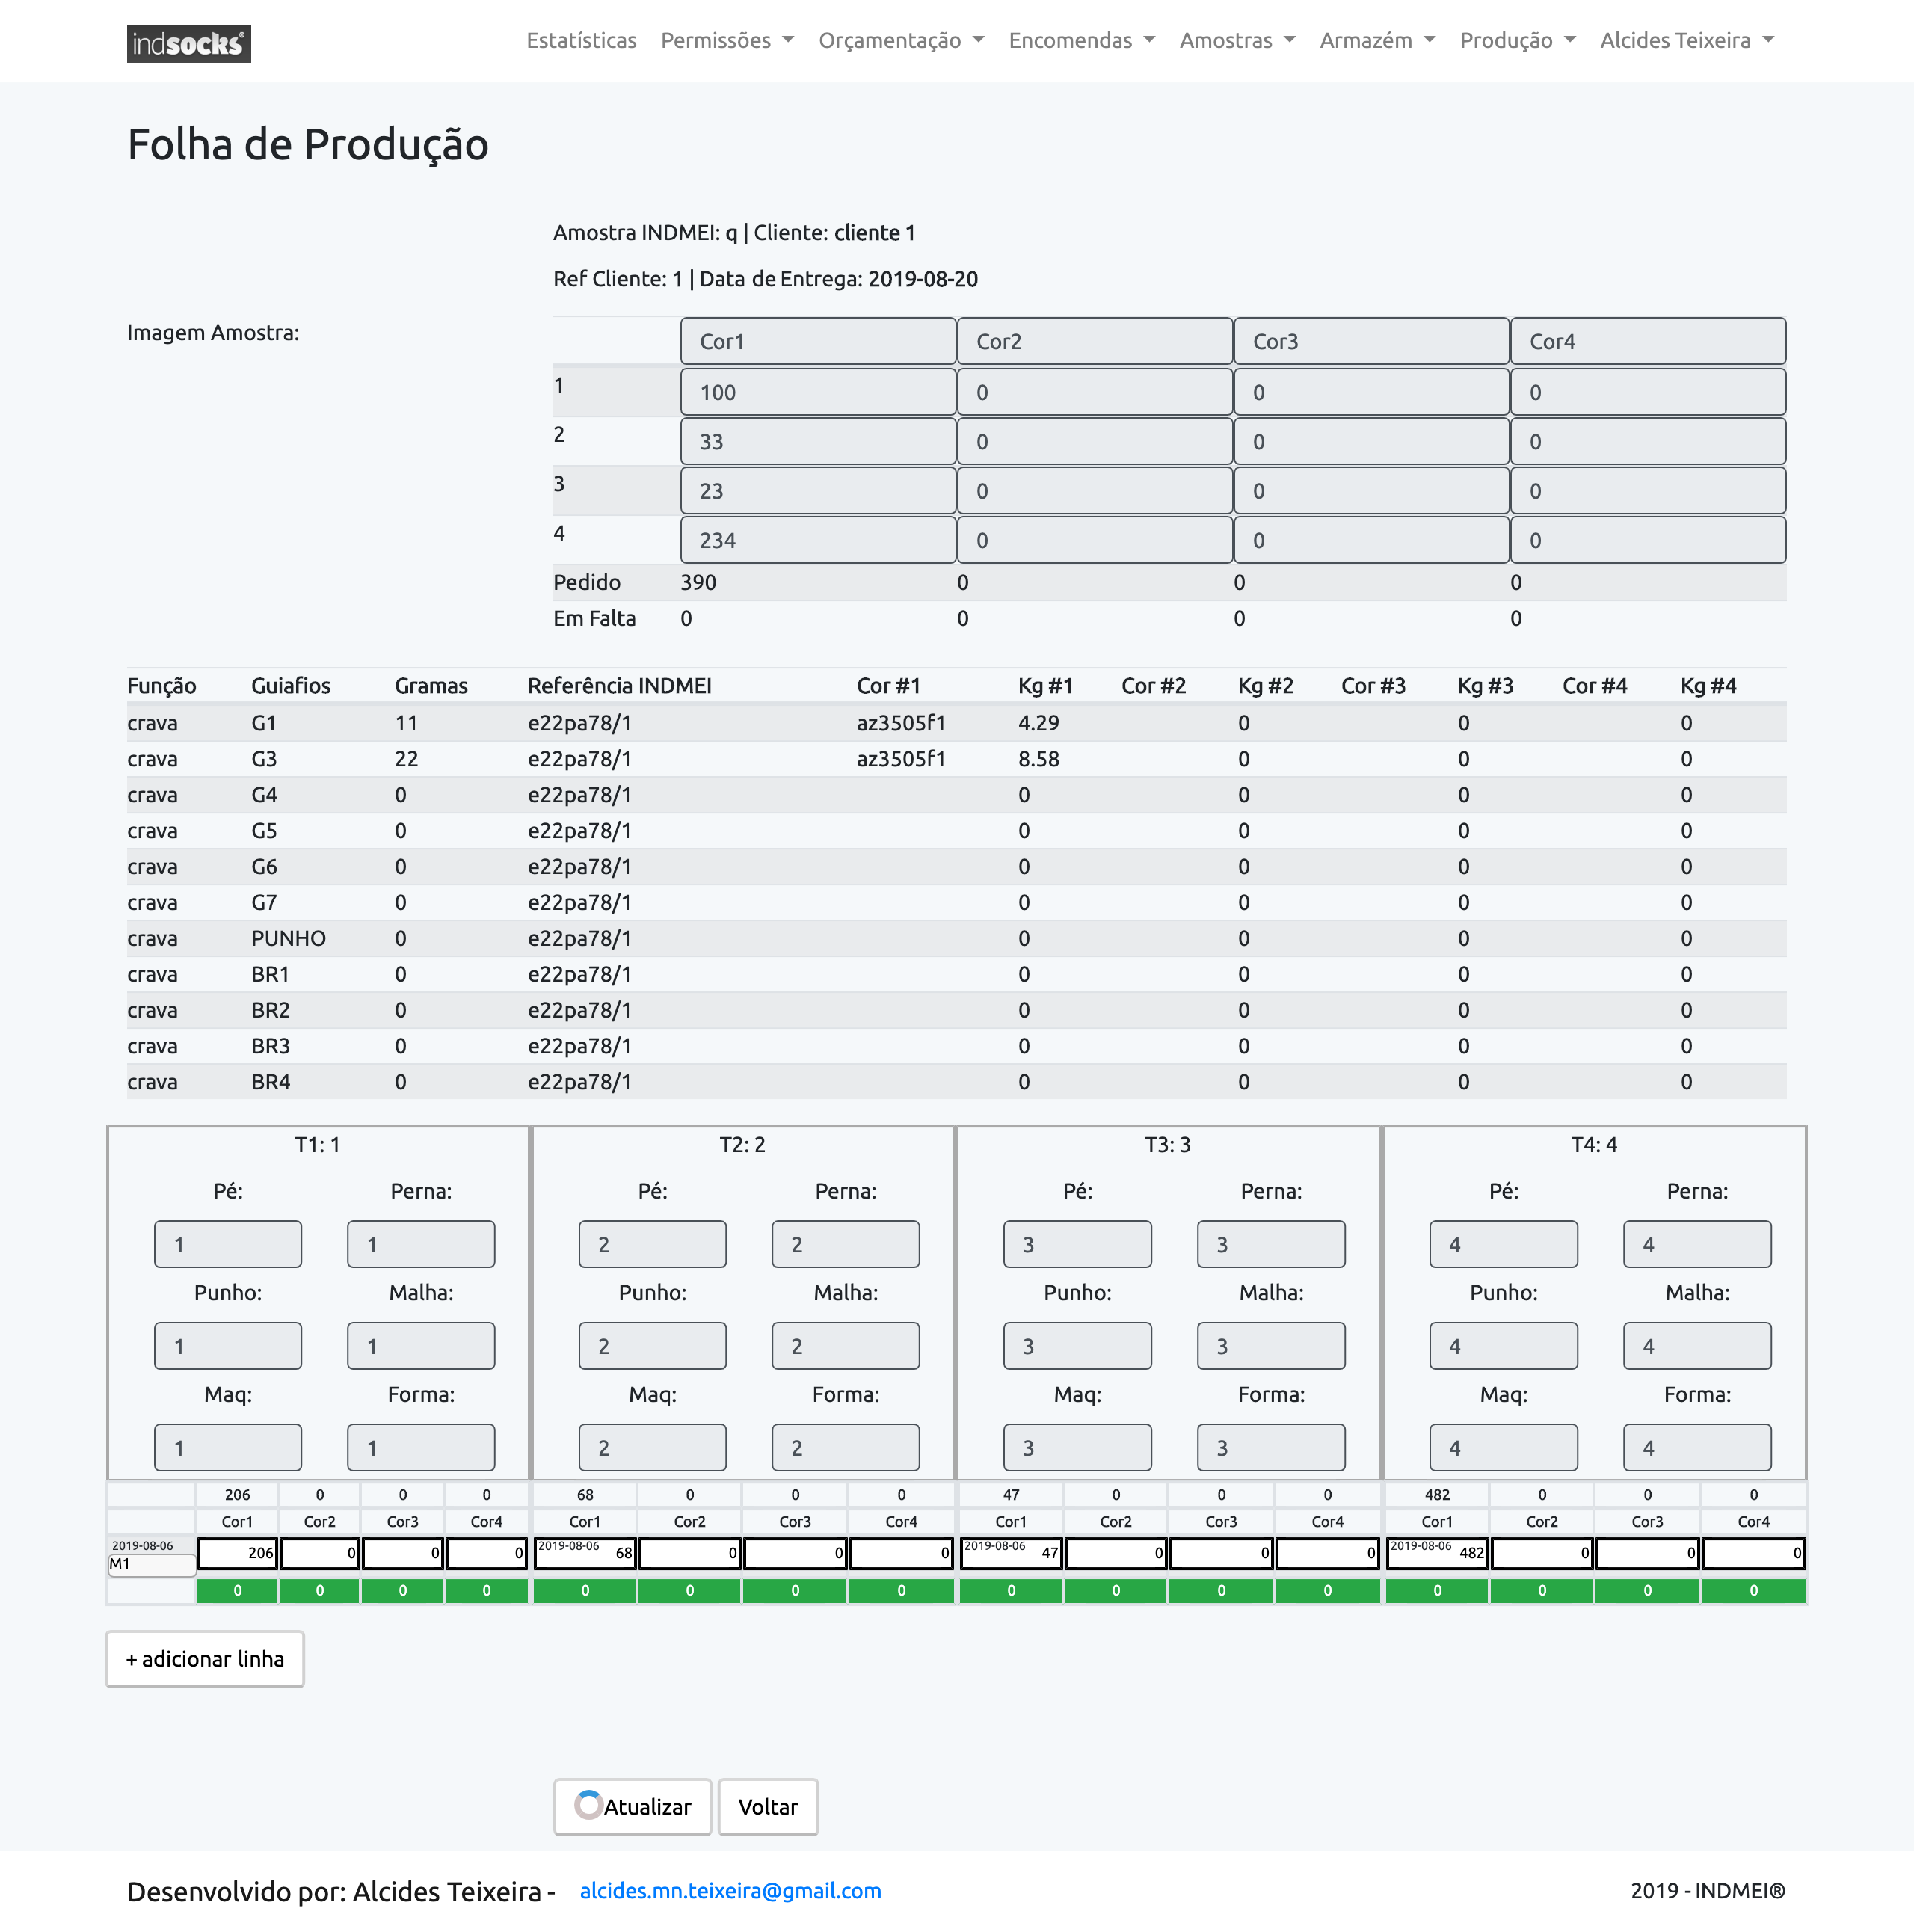 indsocks® Estatísticas Permissões Orçamentação Encomendas Amostras Armazém Produção Alcides Teixeira
Folha de Produção
Amostra INDMEI: q | Cliente: cliente 1
Ref Cliente: 1 | Data de Entrega: 2019-08-20
Imagem Amostra:
Cor1 Cor2 Cor3 Cor4
1 100 0 0 0
2 33 0 0 0
3 23 0 0 0
4 234 0 0 0
Pedido 390 0 0 0
Em Falta 0 0 0 0
Função Guiafios Gramas Referência INDMEI Cor #1 Kg #1 Cor #2 Kg #2 Cor #3 Kg #3 Cor #4 Kg #4
crava G1 11 e22pa78/1 az3505f1 4.29 0 0 0
crava G3 22 e22pa78/1 az3505f1 8.58 0 0 0
crava G4 0 e22pa78/1 0 0 0 0
crava G5 0 e22pa78/1 0 0 0 0
crava G6 0 e22pa78/1 0 0 0 0
crava G7 0 e22pa78/1 0 0 0 0
crava PUNHO 0 e22pa78/1 0 0 0 0
crava BR1 0 e22pa78/1 0 0 0 0
crava BR2 0 e22pa78/1 0 0 0 0
crava BR3 0 e22pa78/1 0 0 0 0
crava BR4 0 e22pa78/1 0 0 0 0
T1: 1 T2: 2 T3: 3 T4: 4
Pé: Perna: Pé: Perna: Pé: Perna: Pé: Perna:
1 1 2 2 3 3 4 4
Punho: Malha: Punho: Malha: Punho: Malha: Punho: Malha:
1 1 2 2 3 3 4 4
Maq: Forma: Maq: Forma: Maq: Forma: Maq: Forma:
1 1 2 2 3 3 4 4
206 0 0 0 68 0 0 0 47 0 0 0 482 0 0 0
Cor1 Cor2 Cor3 Cor4 Cor1 Cor2 Cor3 Cor4 Cor1 Cor2 Cor3 Cor4 Cor1 Cor2 Cor3 Cor4
2019-08-06 2019-08-06 2019-08-06 2019-08-06
M1 206 0 0 0 68 0 0 0 47 0 0 0 482 0 0 0
0 0 0 0 0 0 0 0 0 0 0 0 0 0 0 0
+ adicionar linha
Atualizar Voltar
Desenvolvido por: Alcides Teixeira - alcides.mn.teixeira@gmail.com 2019 - INDMEI®